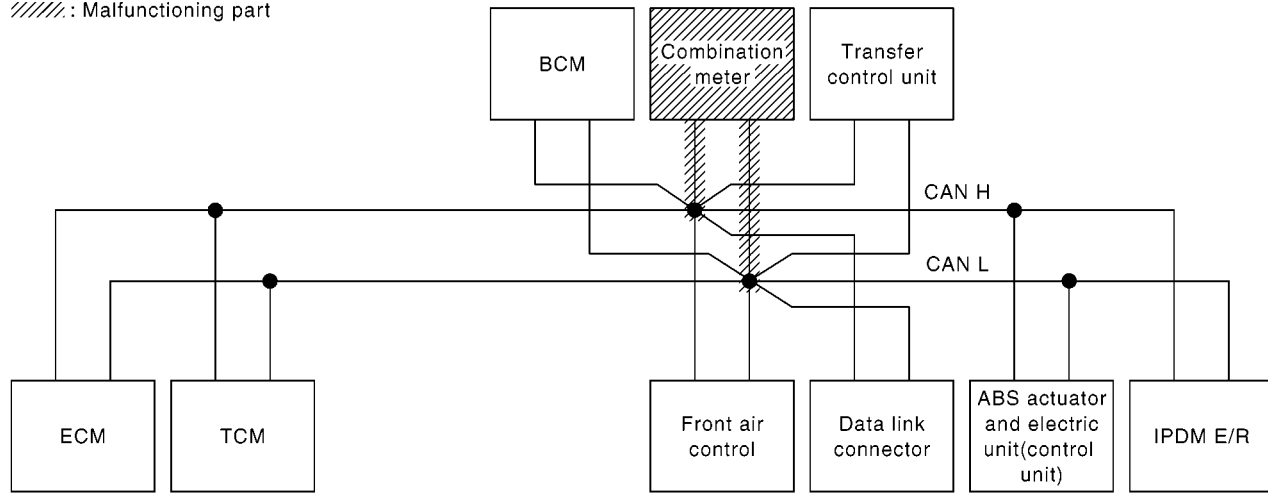 : Malfunctioning part
BCM
Combination
meter
Transfer
control unit
CAN H
CAN L
ECM
TCM
Front air
control
Data link
connector
ABS actuator
and electric
unit(control
unit)
IPDM E/R